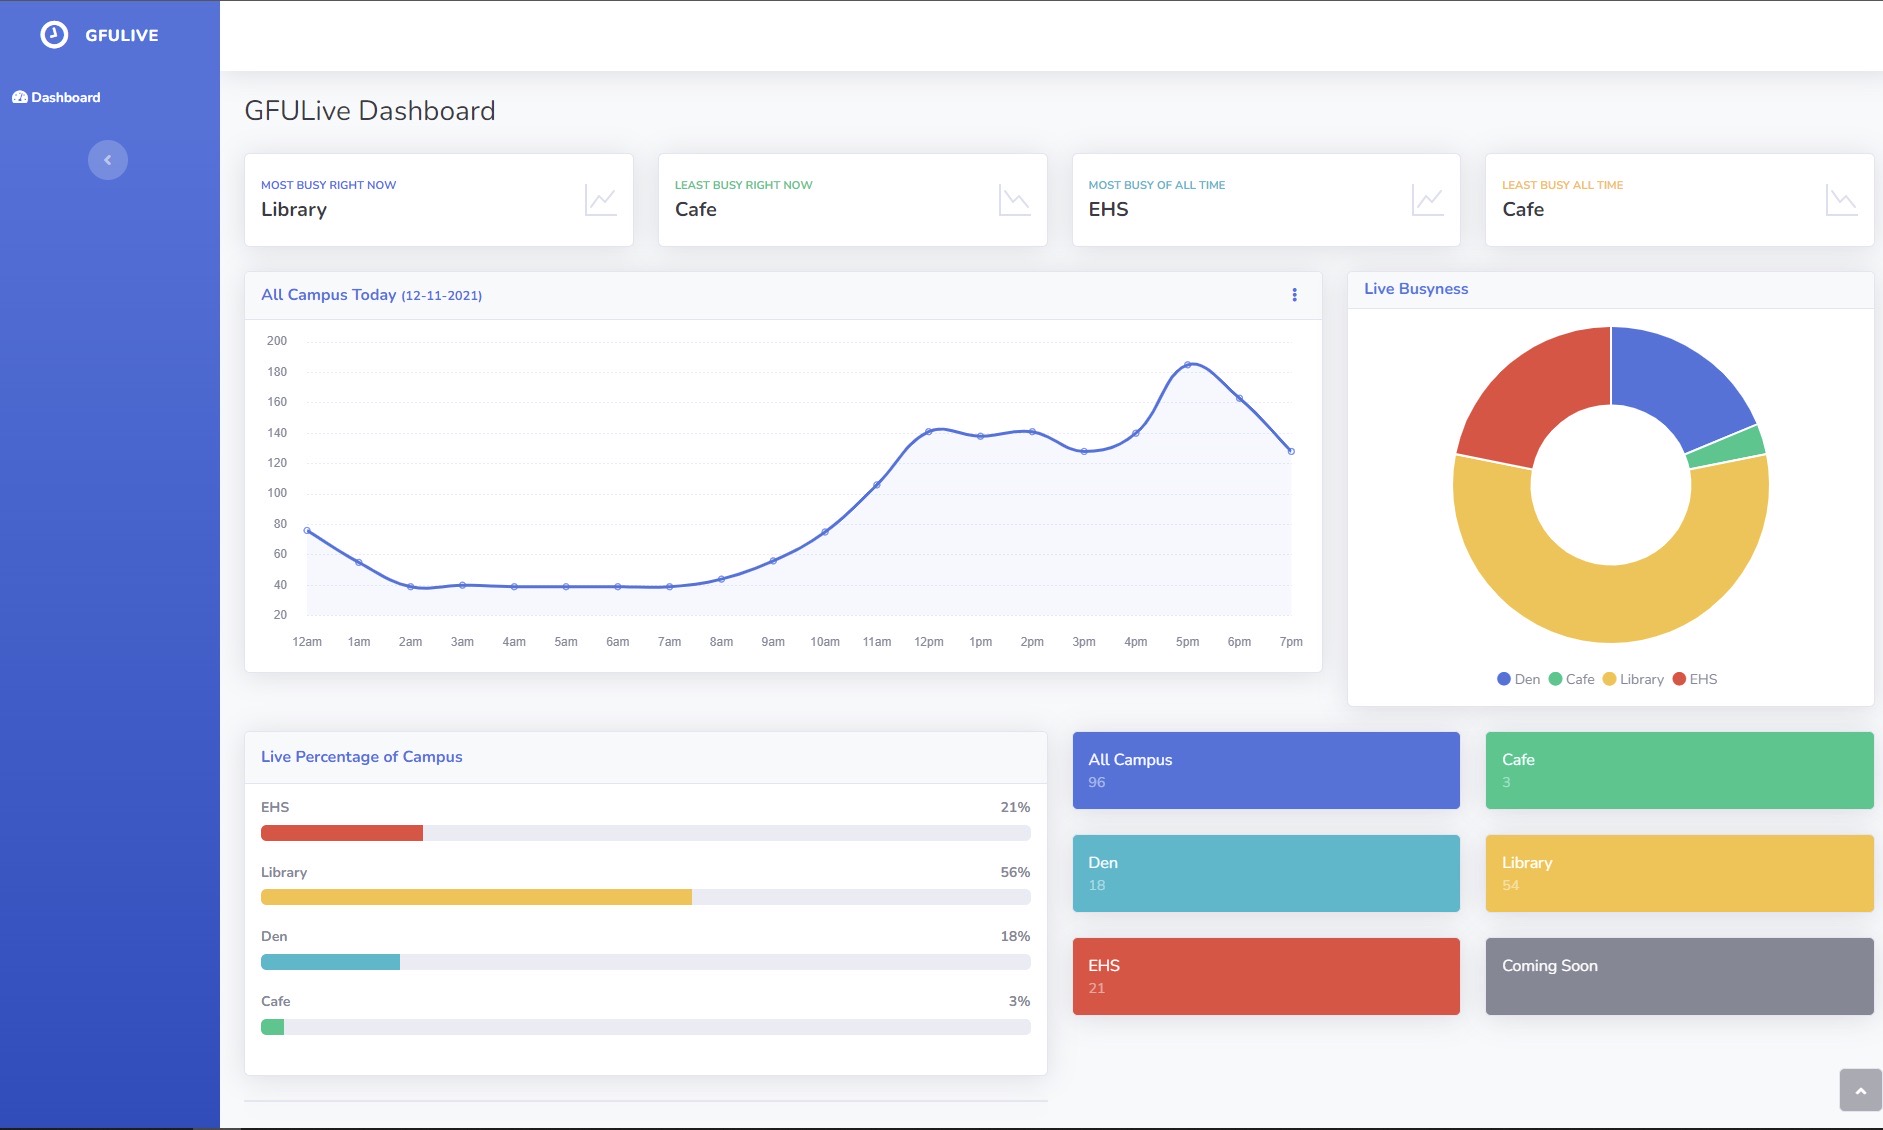 GFULIVE
Dashboard
GFULive Dashboard
MOST BUSY RIGHT NOW
Library
LEAST BUSY RIGHT NOW
Cafe
MOST BUSY OF ALL TIME
EHS
LEAST BUSY ALL TIME
Cafe
All Campus Today (12-11-2021)
200
180
160
140
120
100
80
60
40
20
12am 1am 2am 3am 4am 5am 6am 7am 8am 9am 10am 11am 12pm 1pm 2pm 3pm 4pm 5pm 6pm 7pm
Live Busyness
Den Cafe Library EHS
Live Percentage of Campus
EHS 21%
Library 56%
Den 18%
Cafe 3%
All Campus
96
Cafe
3
Den
18
Library
54
EHS
21
Coming Soon